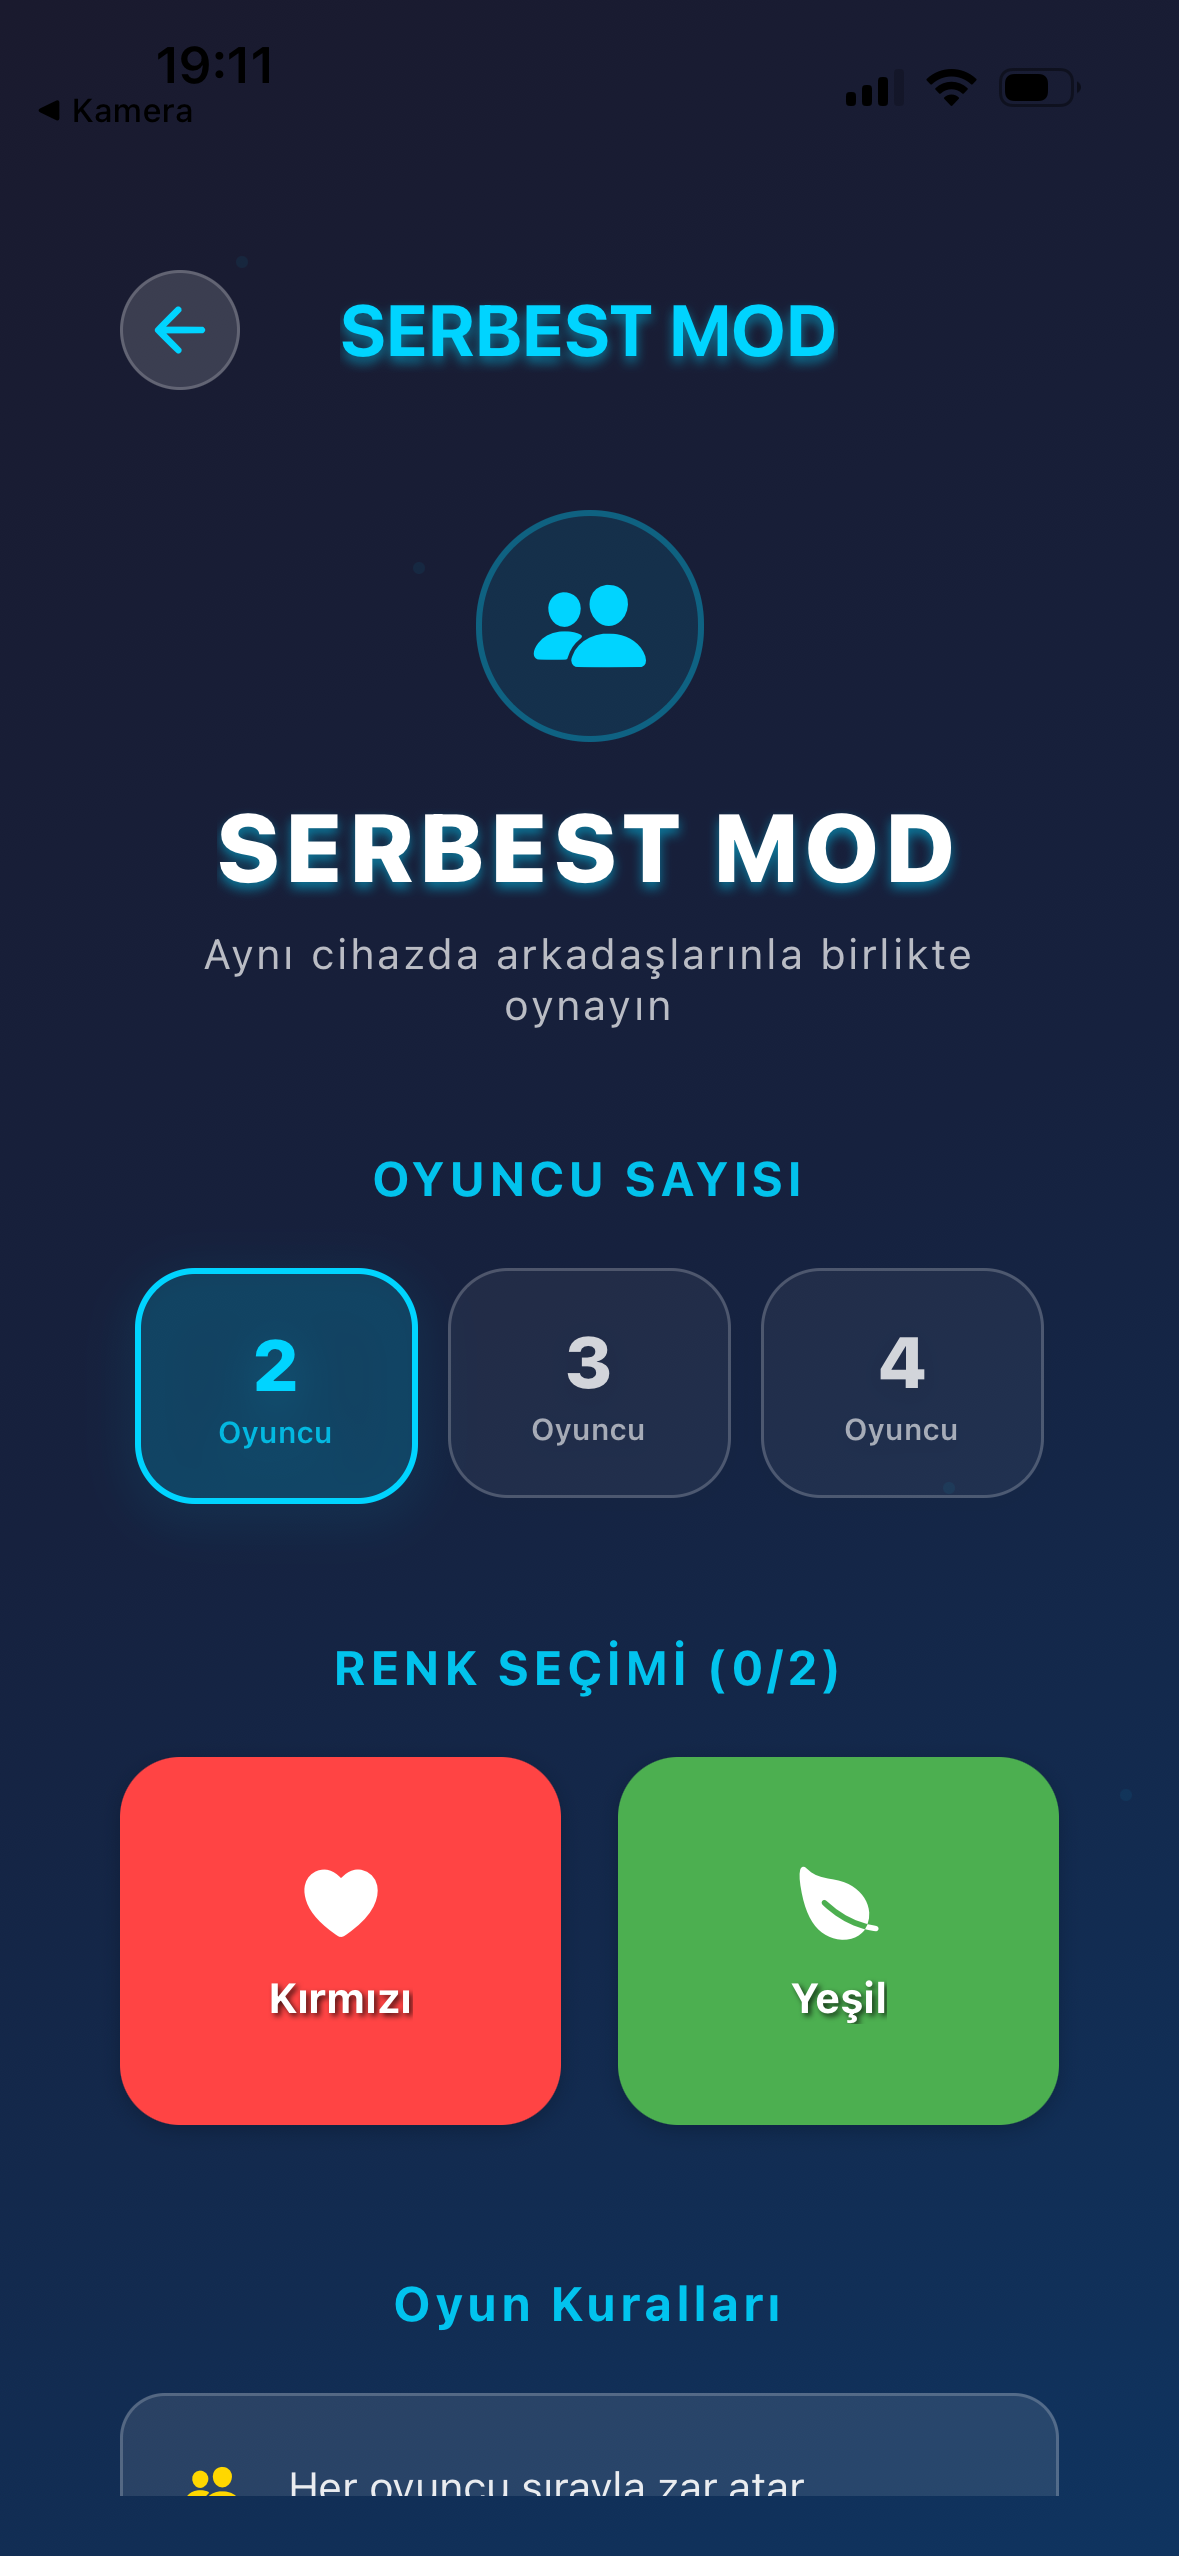 19:11
◀ Kamera
SERBEST MOD
SERBEST MOD
Aynı cihazda arkadaşlarınla birlikte
oynayın
OYUNCU SAYISI
2 3 4
Oyuncu Oyuncu Oyuncu
RENK SEÇİMİ (0/2)
Kırmızı Yeşil
Oyun Kuralları
Her oyuncu sırayla zar atar